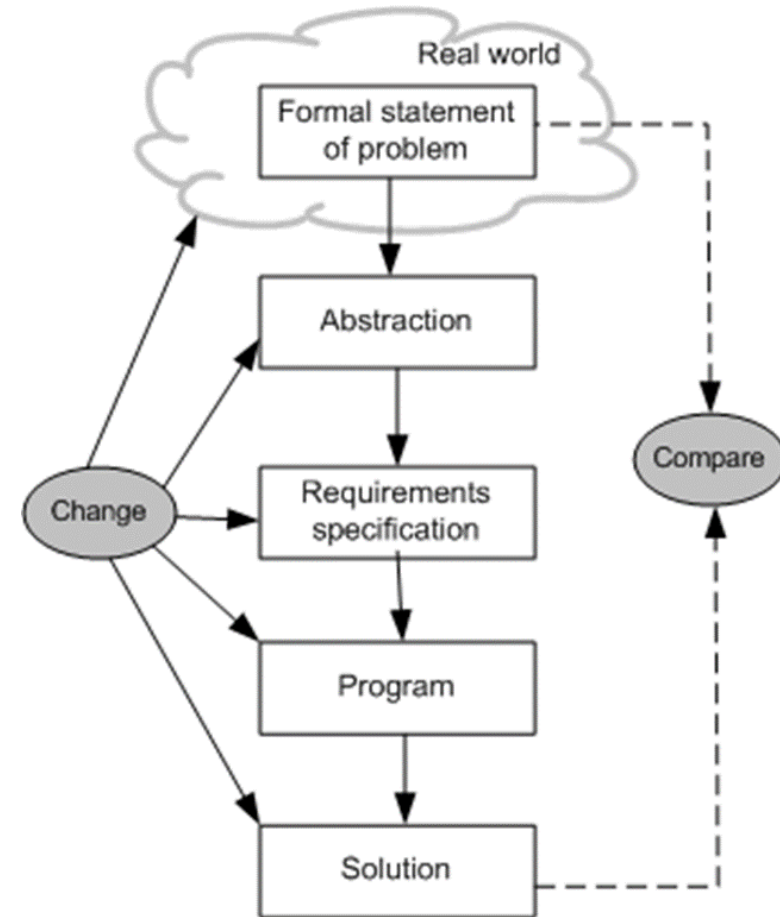 Real world
Formal statement
of problem
Abstraction
Compare
Requirements
specification
Change
Program
Solution